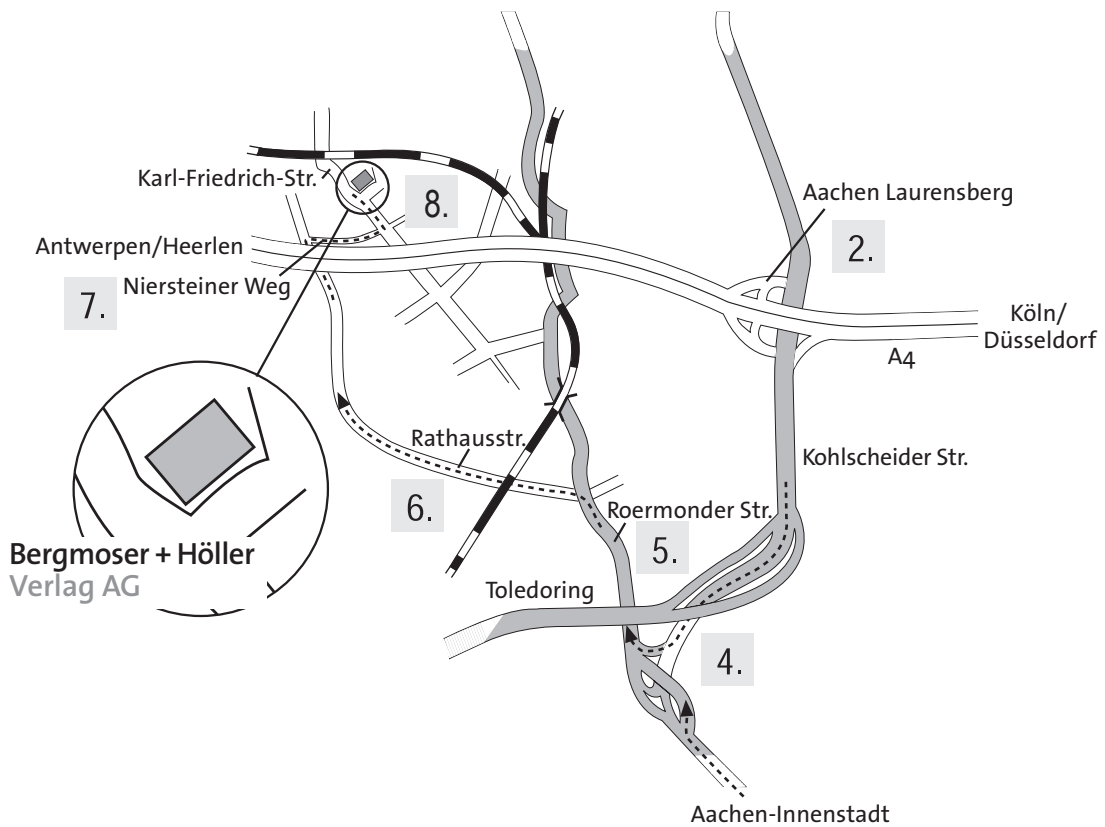 Karl-Friedrich-Str.
8.
Aachen Laurensberg
2.
Antwerpen/Heerlen
7.
Niersteiner Weg
Köln/
Düsseldorf
A4
Rathausstr.
Kohlscheider Str.
6.
Roermonder Str.
5.
Bergmoser + Höller
Verlag AG
Toledoring
4.
Aachen-Innenstadt